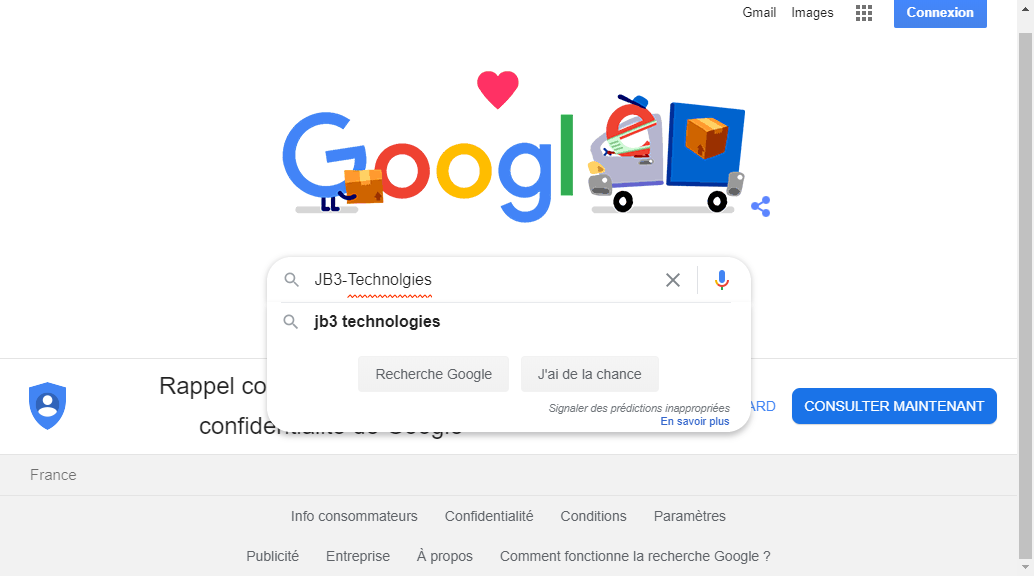 Gmail Images Connexion
Google
JB3-Technolgies
jb3 technologies
Recherche Google J'ai de la chance
Signaler des prédictions inappropriées
En savoir plus
Rappel co
confidentialité de Google
ARD CONSULTER MAINTENANT
France
Info consommateurs Confidentialité Conditions Paramètres
Publicité Entreprise À propos Comment fonctionne la recherche Google ?